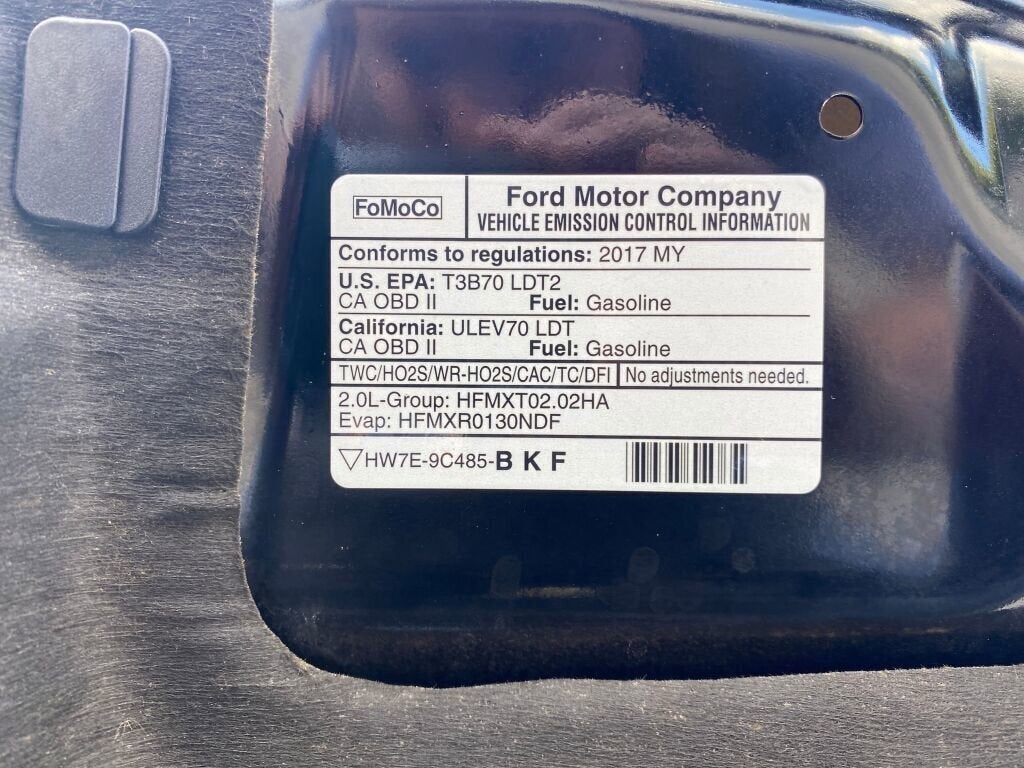 FoMoCo
Ford Motor Company
VEHICLE EMISSION CONTROL INFORMATION
Conforms to regulations: 2017 MY
U.S. EPA: T3B70 LDT2
CA OBD II Fuel: Gasoline
California: ULEV70 LDT
CA OBD II Fuel: Gasoline
TWC/HO2S/WR-HO2S/CAC/TC/DFI No adjustments needed.
2.0L-Group: HFMXT02.02HA
Evap: HFMXR0130NDF
▽HW7E-9C485-B K F